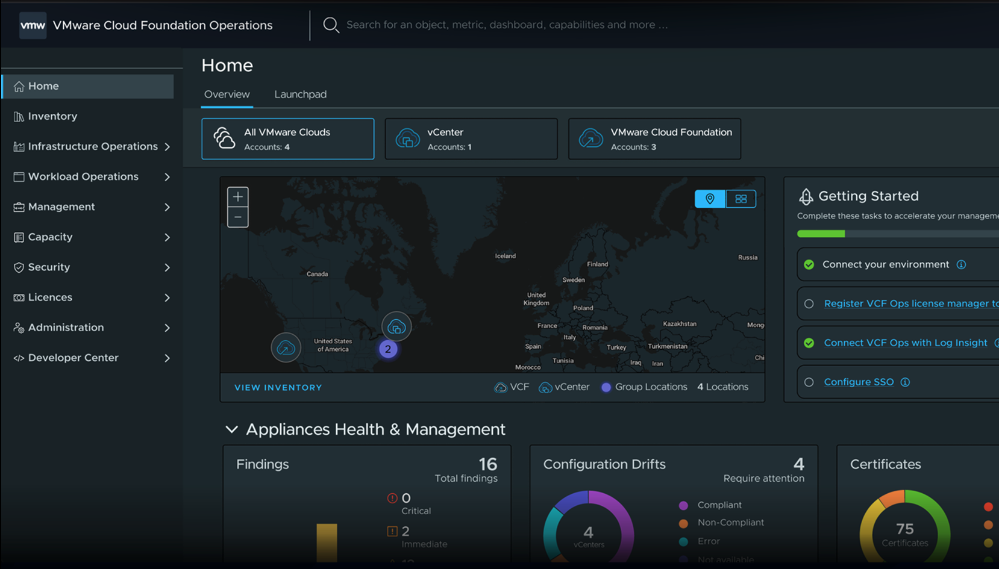 vmw VMware Cloud Foundation Operations
Search for an object, metric, dashboard, capabilities and more ...
Home
Inventory
Infrastructure Operations
Workload Operations
Management
Capacity
Security
Licences
Administration
</> Developer Center
Home
Overview Launchpad
All VMware Clouds
Accounts: 4
vCenter
Accounts: 1
VMware Cloud Foundation
Accounts: 3
+
−
Iceland
Russia
Finland
Canada
Sweden
United
Kingdom
Poland
France
Romania
Kazakhstan
Mong
Italy
United States
of America
Spain
Turkey
Turkmenistan
2
Tunisia
Morocco
Iraq
Iran
Chi
VIEW INVENTORY
VCF vCenter Group Locations 4 Locations
Getting Started
Complete these tasks to accelerate your manageme
Connect your environment
Register VCF Ops license manager to
Connect VCF Ops with Log Insight
Configure SSO
Appliances Health & Management
Findings
16
Total findings
0
Critical
2
Immediate
Configuration Drifts
4
Require attention
4
vCenters
Compliant
Non-Compliant
Error
Not available
Certificates
75
Certificates